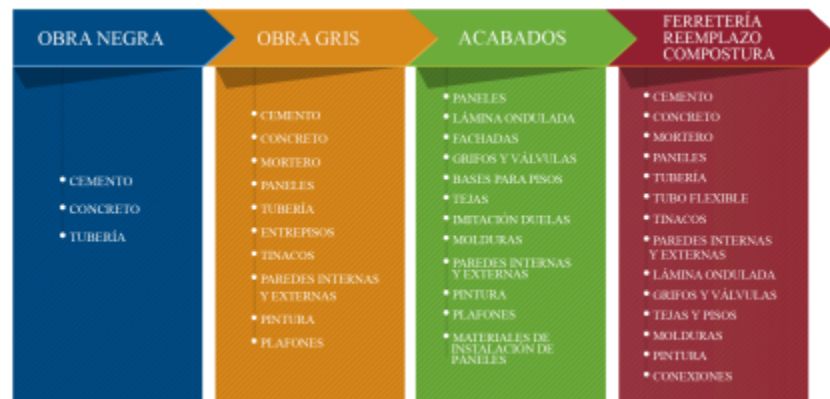 OBRA NEGRA
• CEMENTO
• CONCRETO
• TUBERÍA
OBRA GRIS
• CEMENTO
• CONCRETO
• MORTERO
• PANELES
• TUBERÍA
• ENTREPISOS
• TINACOS
• PAREDES INTERNAS
Y EXTERNAS
• PINTURA
• PLAFONES
ACABADOS
• PANELES
• LÁMINA ONDULADA
• FACHADAS
• GRIFOS Y VÁLVULAS
• BASES PARA PISOS
• TEJAS
• IMITACIÓN DUELAS
• MOLDURAS
• PAREDES INTERNAS
Y EXTERNAS
• PINTURA
• PLAFONES
• MATERIALES DE
INSTALACIÓN DE
PANELES
FERRETERÍA
REEMPLAZO
COMPOSTURA
• CEMENTO
• CONCRETO
• MORTERO
• PANELES
• TUBERÍA
• TUBO FLEXIBLE
• TINACOS
• PAREDES INTERNAS
Y EXTERNAS
• LÁMINA ONDULADA
• GRIFOS Y VÁLVULAS
• TEJAS Y PISOS
• MOLDURAS
• PINTURA
• CONEXIONES